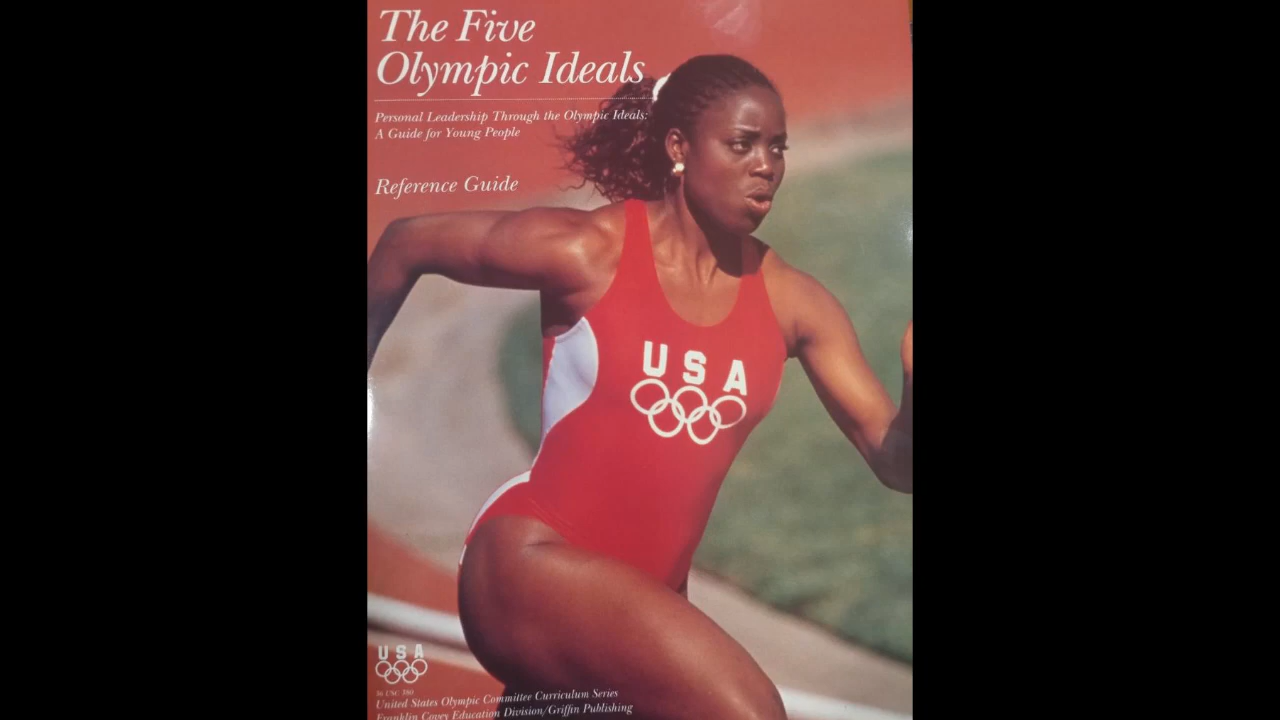 The Five
Olympic Ideals
Personal Leadership Through the Olympic Ideals:
A Guide for Young People
Reference Guide
USA
USA
36 USC 380
United States Olympic Committee Curriculum Series
Franklin Covey Education Division/Griffin Publishing